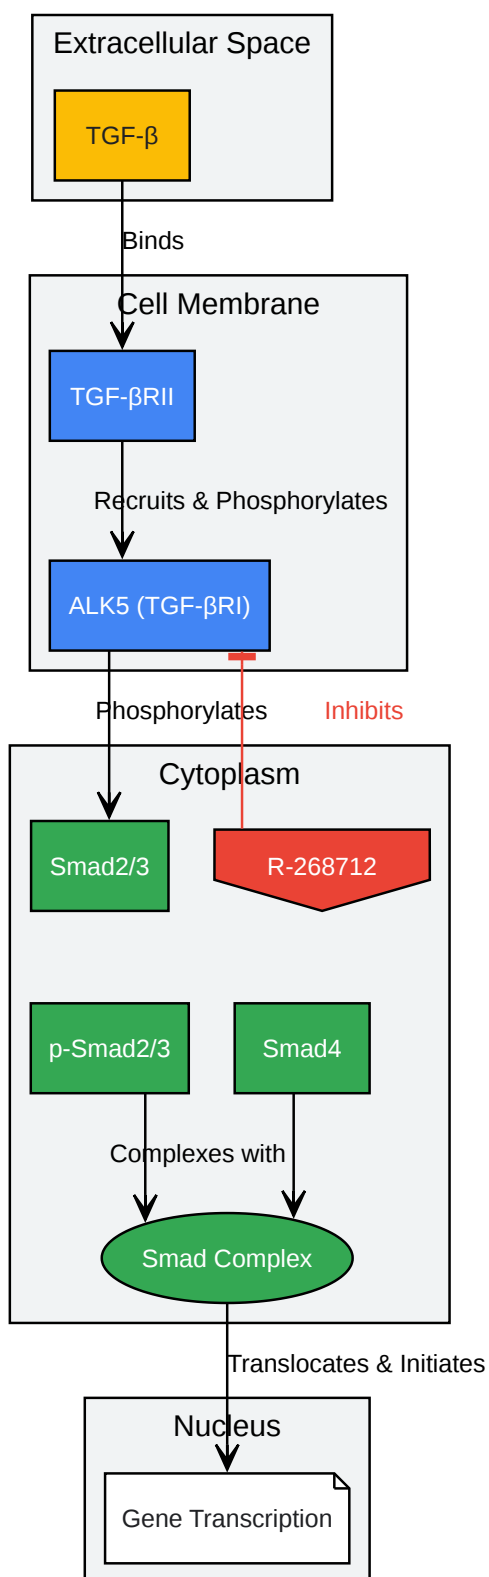 Extracellular Space
TGF-β
Binds
Cell Membrane
TGF-βRII
Recruits & Phosphorylates
ALK5 (TGF-βRI)
Phosphorylates
Inhibits
Cytoplasm
Smad2/3
R-268712
p-Smad2/3
Smad4
Complexes with
Smad Complex
Translocates & Initiates
Nucleus
Gene Transcription